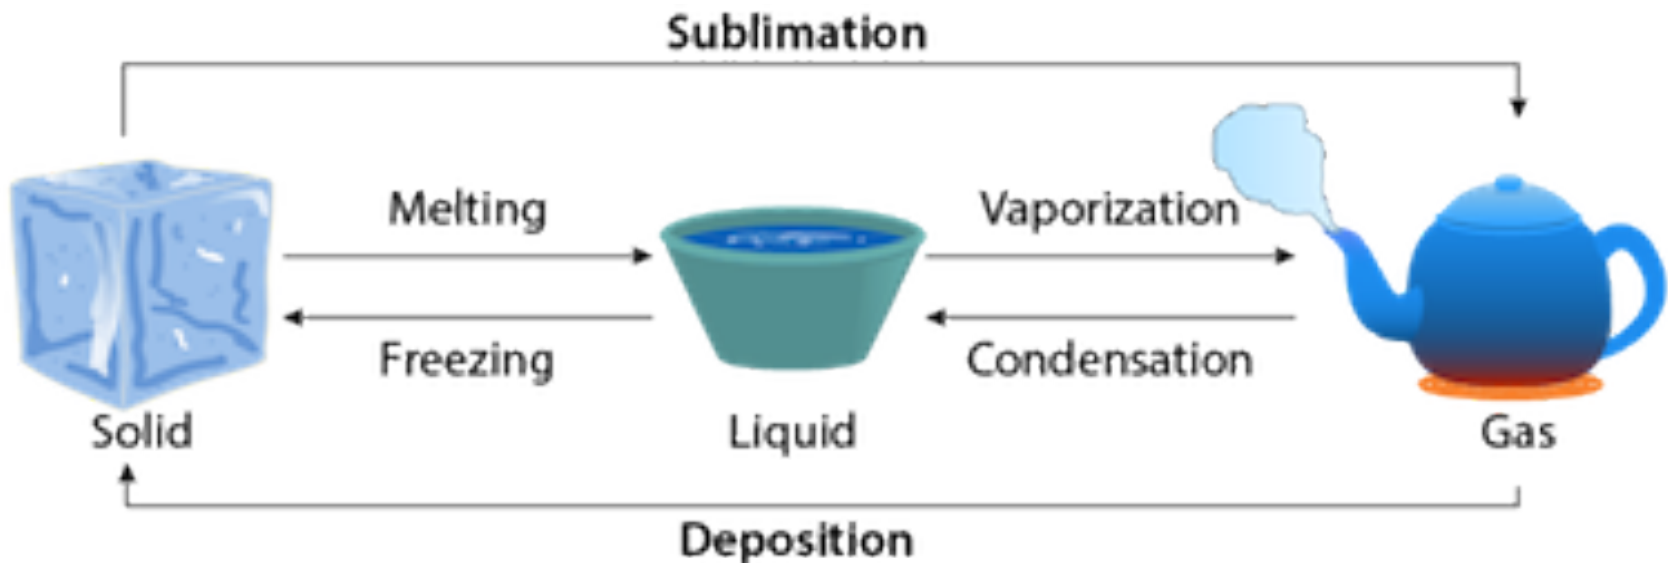 Sublimation
Melting
Vaporization
Freezing
Condensation
Solid
Liquid
Gas
Deposition